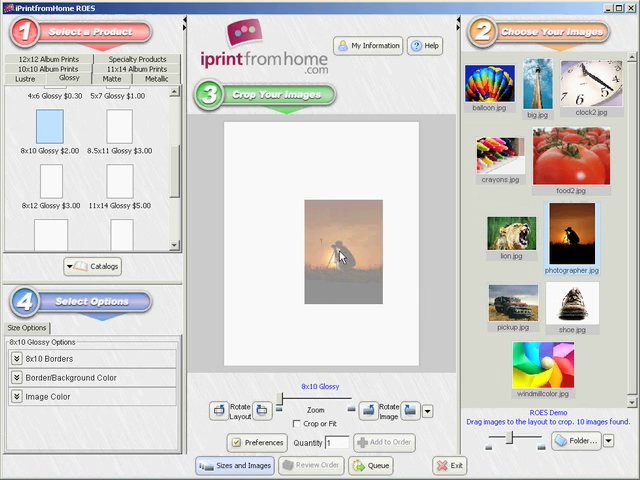 iPrintfromHome ROES
1 Select a Product
12x12 Album Prints Specialty Products
10x10 Album Prints 11x14 Album Prints
Lustre Glossy Matte Metallic
4x6 Glossy $0.30 5x7 Glossy $1.00
8x10 Glossy $2.00 8.5x11 Glossy $3.00
8x12 Glossy $3.00 11x14 Glossy $5.00
Catalogs
4 Select Options
Size Options
8x10 Glossy Options
8x10 Borders
Border/Background Color
Image Color
iprintfromhome
.com
My Information Help
3 Crop Your Images
8x10 Glossy
Rotate Layout
Zoom
Rotate Image
Crop or Fit
Preferences Quantity 1 Add to Order
Sizes and Images Review Order Queue Exit
2 Choose Your Images
balloon.jpg big.jpg clock2.jpg
crayons.jpg food2.jpg
lion.jpg photographer.jpg
pickup.jpg shoe.jpg
windmillcolor.jpg
ROES Demo
Drag images to the layout to crop. 10 images found.
Folder...